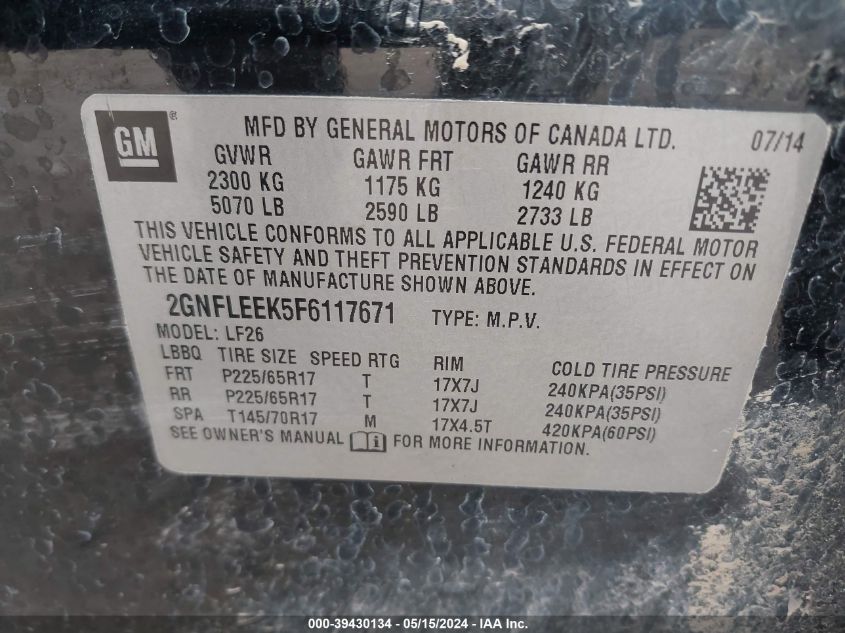 GM®
MFD BY GENERAL MOTORS OF CANADA LTD. 07/14
GVWR GAWR FRT GAWR RR
2300 KG 1175 KG 1240 KG
5070 LB 2590 LB 2733 LB
THIS VEHICLE CONFORMS TO ALL APPLICABLE U.S. FEDERAL MOTOR
VEHICLE SAFETY AND THEFT PREVENTION STANDARDS IN EFFECT ON
THE DATE OF MANUFACTURE SHOWN ABOVE.
2GNFLEEK5F6117671 TYPE: M.P.V.
MODEL: LF26
LBBQ TIRE SIZE SPEED RTG RIM COLD TIRE PRESSURE
FRT P225/65R17 T 17X7J 240KPA(35PSI)
RR P225/65R17 T 17X7J 240KPA(35PSI)
SPA T145/70R17 M 17X4.5T 420KPA(60PSI)
SEE OWNER'S MANUAL FOR MORE INFORMATION.
000-39430134 - 05/15/2024 - IAA Inc.